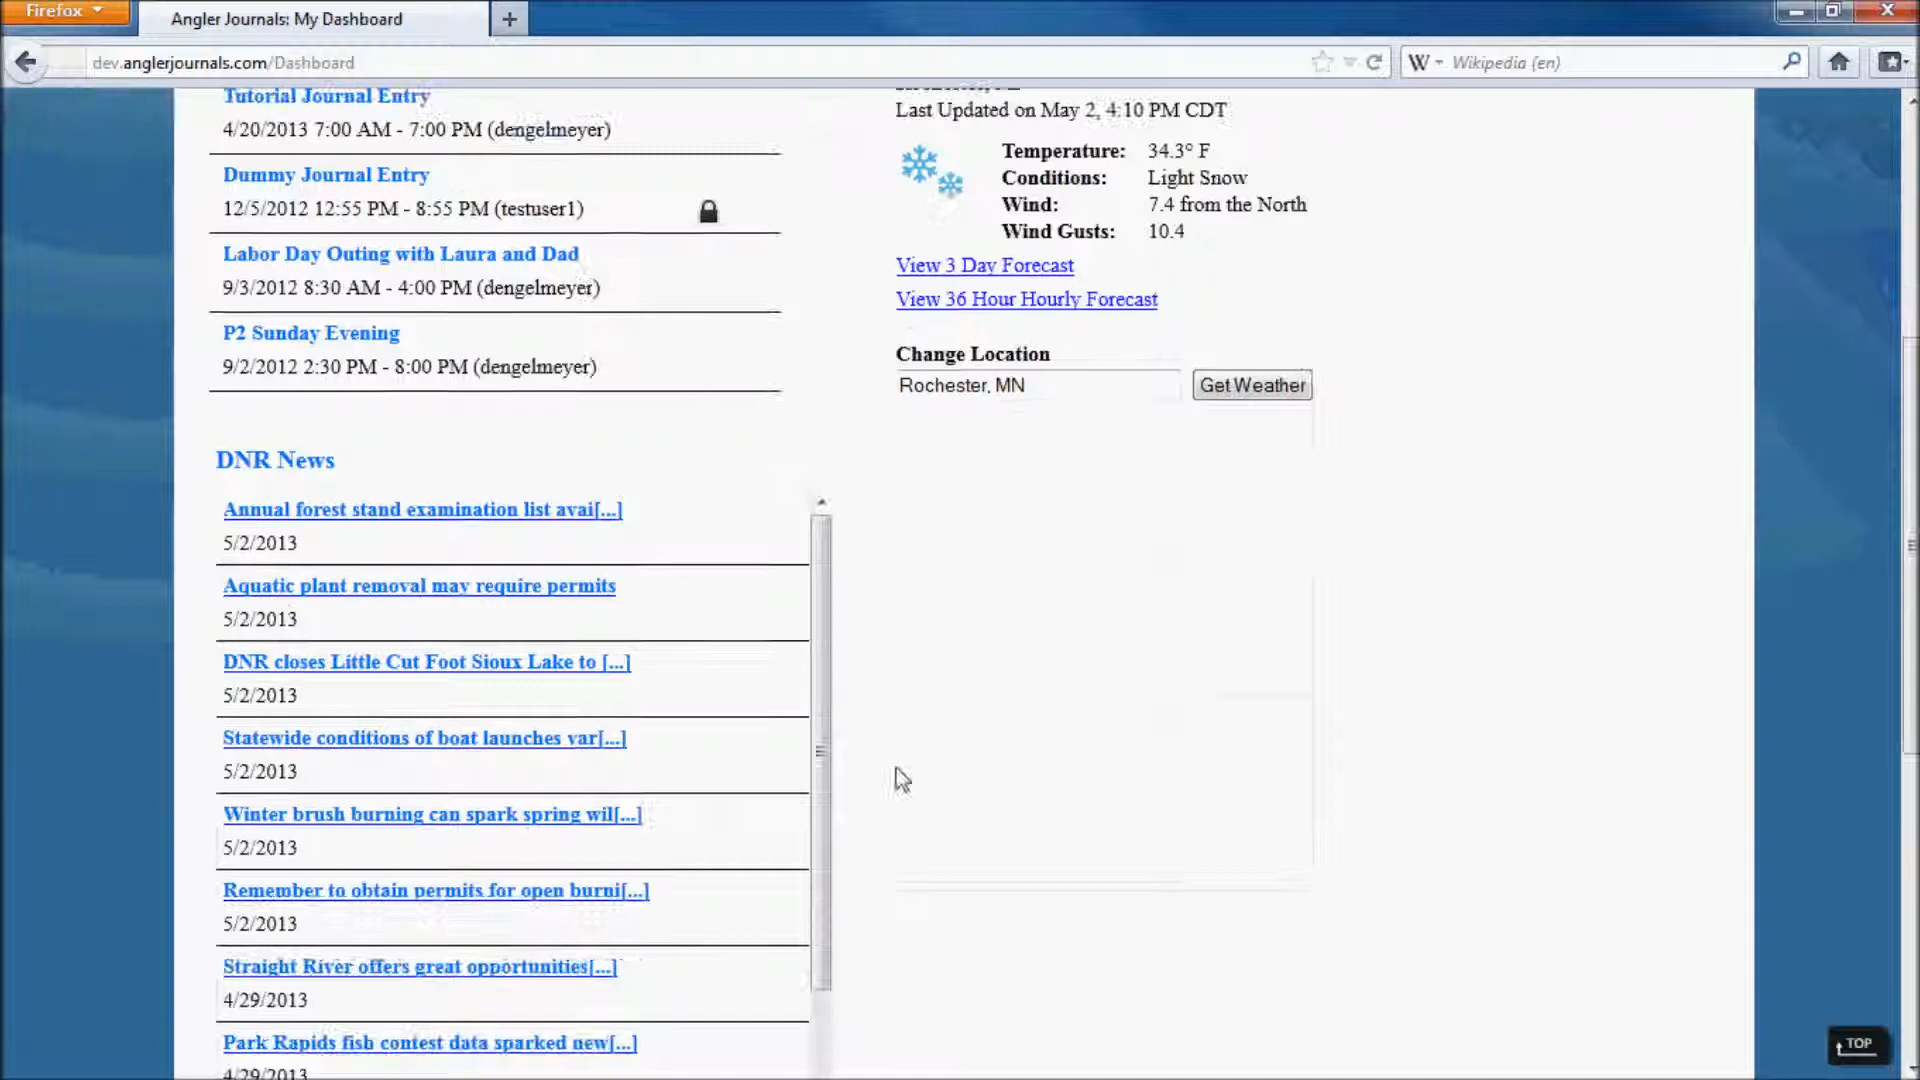 Firefox
Angler Journals: My Dashboard
dev.anglerjournals.com/Dashboard
W
Wikipedia (en)
Tutorial Journal Entry
4/20/2013 7:00 AM - 7:00 PM (dengelmeyer)
Dummy Journal Entry
12/5/2012 12:55 PM - 8:55 PM (testuser1)
Labor Day Outing with Laura and Dad
9/3/2012 8:30 AM - 4:00 PM (dengelmeyer)
P2 Sunday Evening
9/2/2012 2:30 PM - 8:00 PM (dengelmeyer)
Last Updated on May 2, 4:10 PM CDT
Temperature: 34.3° F
Conditions: Light Snow
Wind: 7.4 from the North
Wind Gusts: 10.4
View 3 Day Forecast
View 36 Hour Hourly Forecast
Change Location
Rochester, MN Get Weather
DNR News
Annual forest stand examination list avai[...]
5/2/2013
Aquatic plant removal may require permits
5/2/2013
DNR closes Little Cut Foot Sioux Lake to [...]
5/2/2013
Statewide conditions of boat launches var[...]
5/2/2013
Winter brush burning can spark spring wil[...]
5/2/2013
Remember to obtain permits for open burni[...]
5/2/2013
Straight River offers great opportunities[...]
4/29/2013
Park Rapids fish contest data sparked new[...]
4/29/2013
TOP